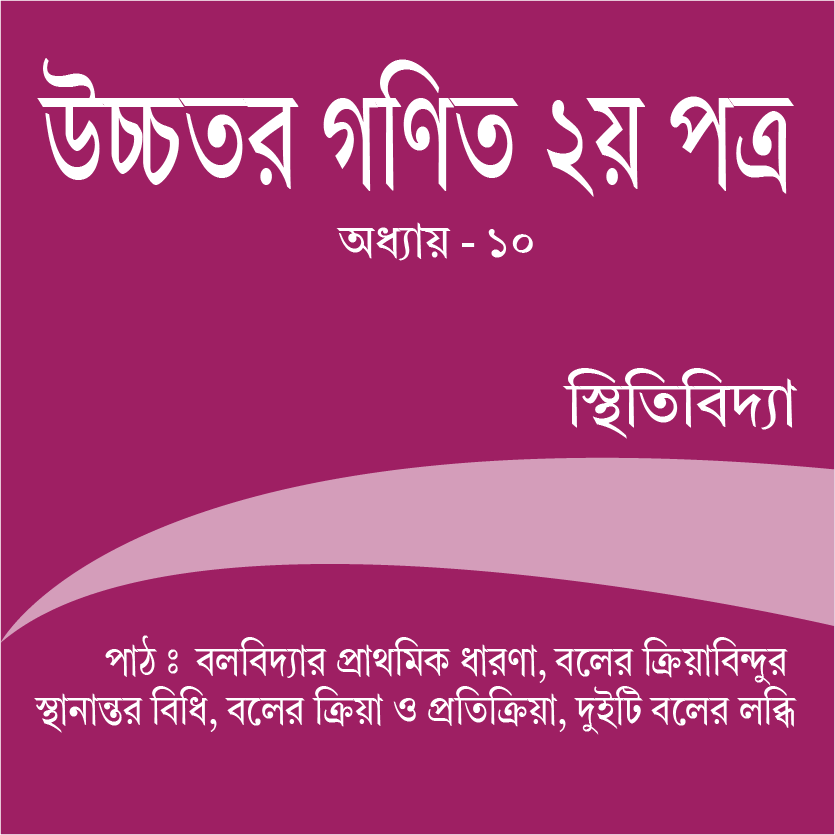 উচ্চতর গণিত ২য় পত্র
অধ্যায় - ১০
স্থিতিবিদ্যা
পাঠ ঃ বলবিদ্যার প্রাথমিক ধারণা, বলের ক্রিয়াবিন্দুর
স্থানান্তর বিধি, বলের ক্রিয়া ও প্রতিক্রিয়া, দুইটি বলের লব্ধি